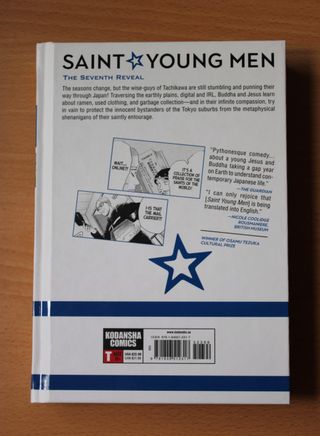 SAINT☆YOUNG MEN
THE SEVENTH REVEAL
The seasons change, but the wise-guys of Tachikawa are still stumbling and punning their
way through Japan! Traversing the earthly plains, digital and IRL, Buddha and Jesus learn
about ramen, used clothing, and garbage collection—and in their infinite compassion, try
in vain to protect the innocent bystanders of the Tokyo suburbs from the metaphysical
shenanigans of their saintly entourage.
WAIT...
ONLINE?!
IT'S A
COLLECTION OF
PRAISE FOR THE
SAINTS OF THE
WORLD!
I-IS THAT
THE MAIL
CARRIER?!
"Pythonesque comedy...
about a young Jesus and
Buddha taking a gap year
on Earth to understand con-
temporary Japanese life."
—THE GUARDIAN
"I can only rejoice that
[Saint Young Men] is being
translated into English."
—NICOLE COOLIDGE
ROUSMANIERE,
BRITISH MUSEUM
WINNER OF OSAMU TEZUKA
CULTURAL PRIZE
KODANSHA
COMICS
T